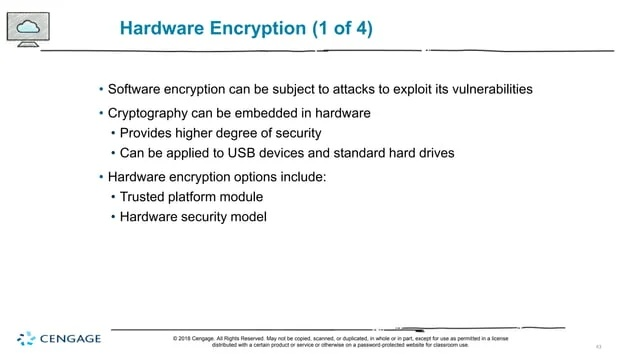 Hardware Encryption (1 of 4)
• Software encryption can be subject to attacks to exploit its vulnerabilities
• Cryptography can be embedded in hardware
• Provides higher degree of security
• Can be applied to USB devices and standard hard drives
• Hardware encryption options include:
• Trusted platform module
• Hardware security model
CENGAGE
© 2018 Cengage. All Rights Reserved. May not be copied, scanned, or duplicated, in whole or in part, except for use as permitted in a license
distributed with a certain product or service or otherwise on a password-protected website for classroom use.